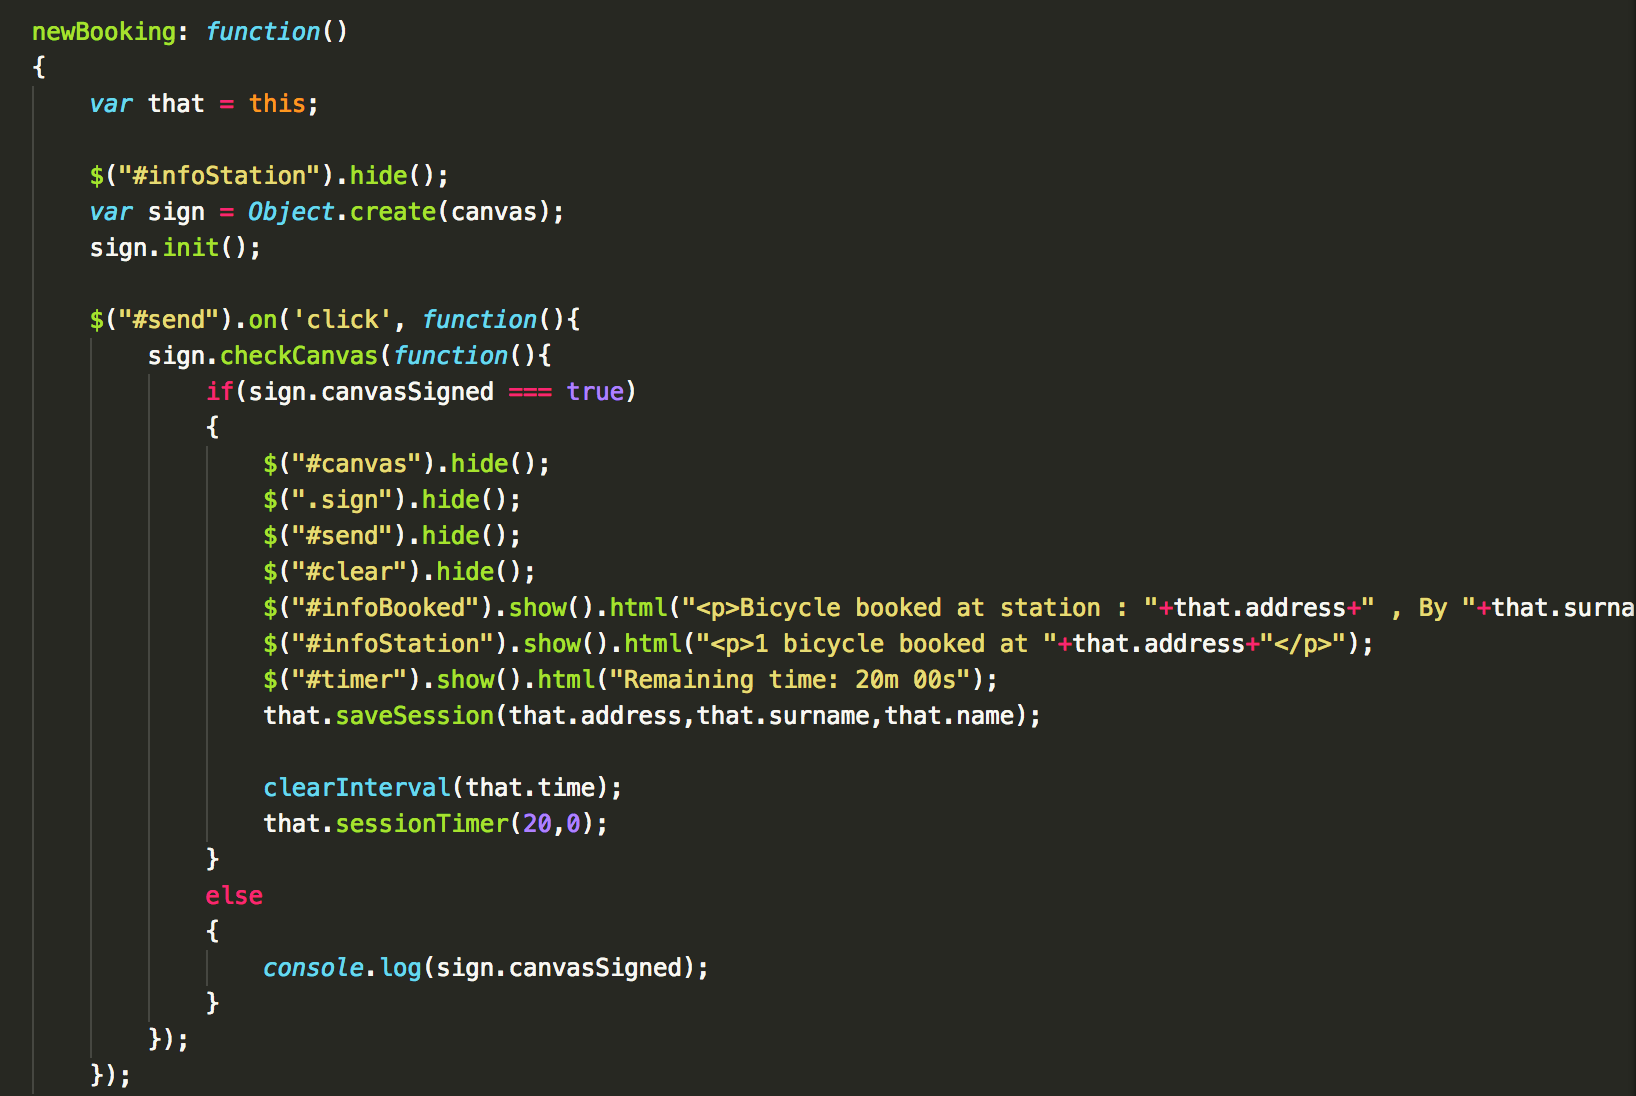 newBooking: function()
{
    var that = this;

    $("#infoStation").hide();
    var sign = Object.create(canvas);
    sign.init();

    $("#send").on('click', function(){
        sign.checkCanvas(function(){
            if(sign.canvasSigned === true)
            {
                $("#canvas").hide();
                $(".sign").hide();
                $("#send").hide();
                $("#clear").hide();
                $("#infoBooked").show().html("<p>Bicycle booked at station : "+that.address+" , By "+that.surna
                $("#infoStation").show().html("<p>1 bicycle booked at "+that.address+"</p>");
                $("#timer").show().html("Remaining time: 20m 00s");
                that.saveSession(that.address,that.surname,that.name);

                clearInterval(that.time);
                that.sessionTimer(20,0);
            }
            else
            {
                console.log(sign.canvasSigned);
            }
        });
    });